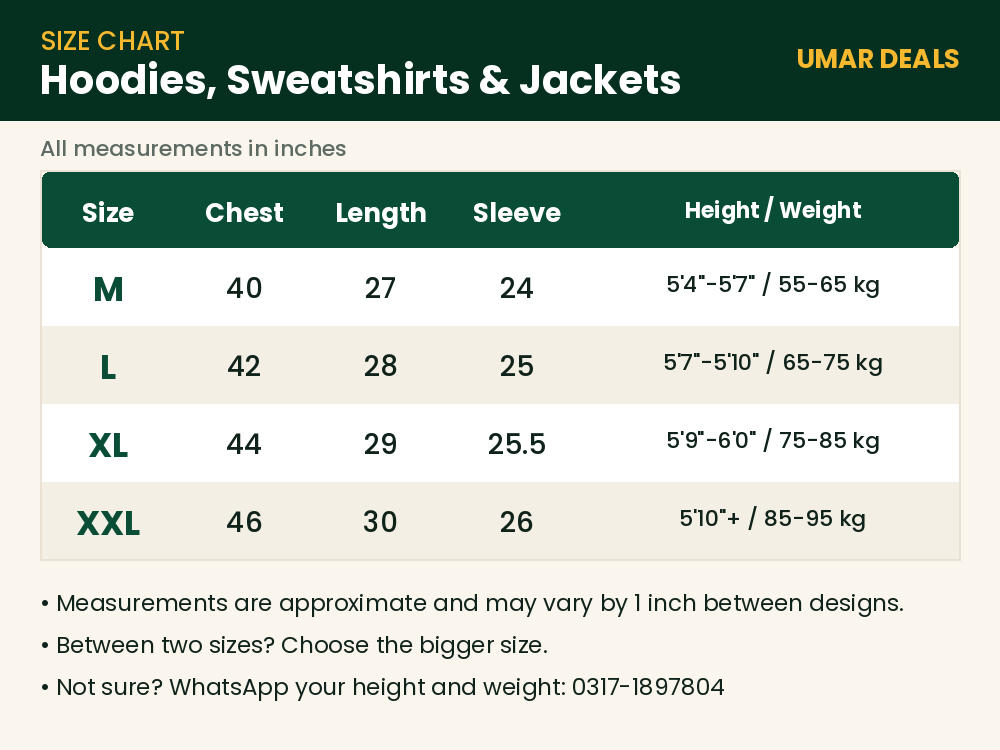 SIZE CHART
Hoodies, Sweatshirts & Jackets
UMAR DEALS
All measurements in inches
Size Chest Length Sleeve Height / Weight
M 40 27 24 5'4"-5'7" / 55-65 kg
L 42 28 25 5'7"-5'10" / 65-75 kg
XL 44 29 25.5 5'9"-6'0" / 75-85 kg
XXL 46 30 26 5'10"+ / 85-95 kg
• Measurements are approximate and may vary by 1 inch between designs.
• Between two sizes? Choose the bigger size.
• Not sure? WhatsApp your height and weight: 0317-1897804